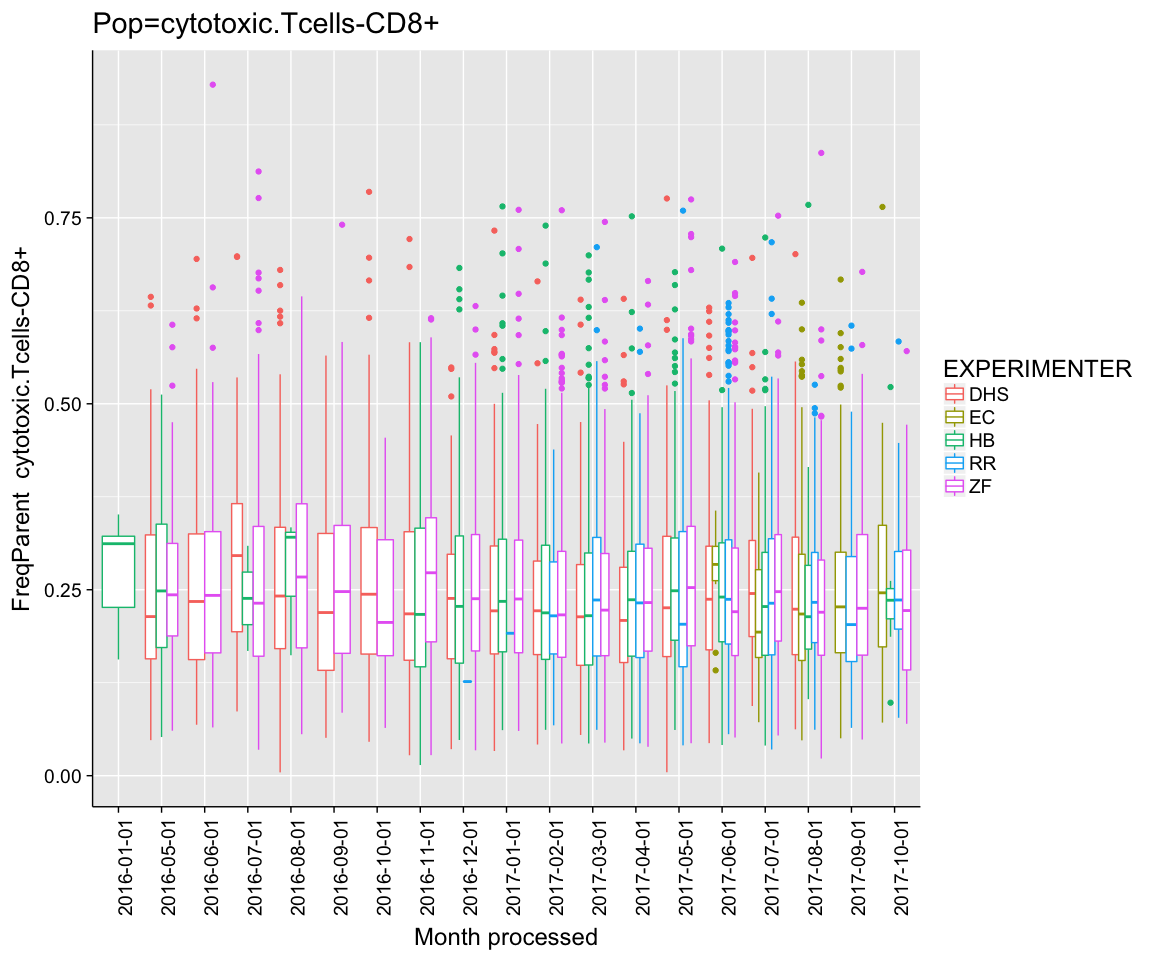 Pop=cytotoxic.Tcells-CD8+
FreqParent  cytotoxic.Tcells-CD8+
0.75
0.50
0.25
0.00
2016-01-01
2016-05-01
2016-06-01
2016-07-01
2016-08-01
2016-09-01
2016-10-01
2016-11-01
2016-12-01
2017-01-01
2017-02-01
2017-03-01
2017-04-01
2017-05-01
2017-06-01
2017-07-01
2017-08-01
2017-09-01
2017-10-01
Month processed
EXPERIMENTER
DHS
EC
HB
RR
ZF